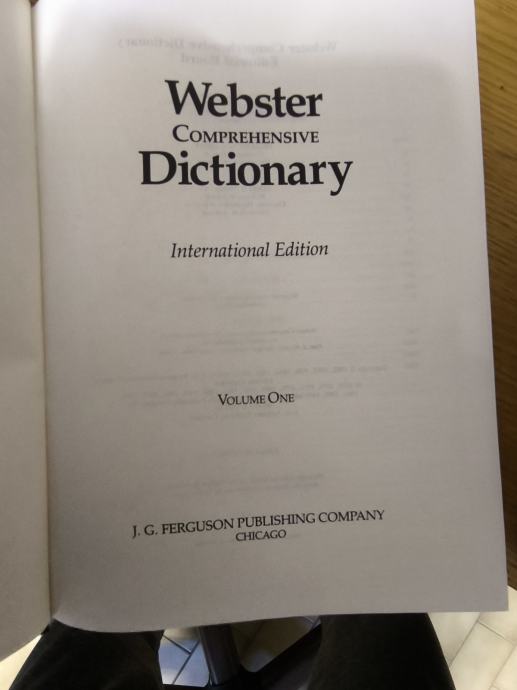 Webster
COMPREHENSIVE
Dictionary
International Edition
VOLUME ONE
J. G. FERGUSON PUBLISHING COMPANY
CHICAGO